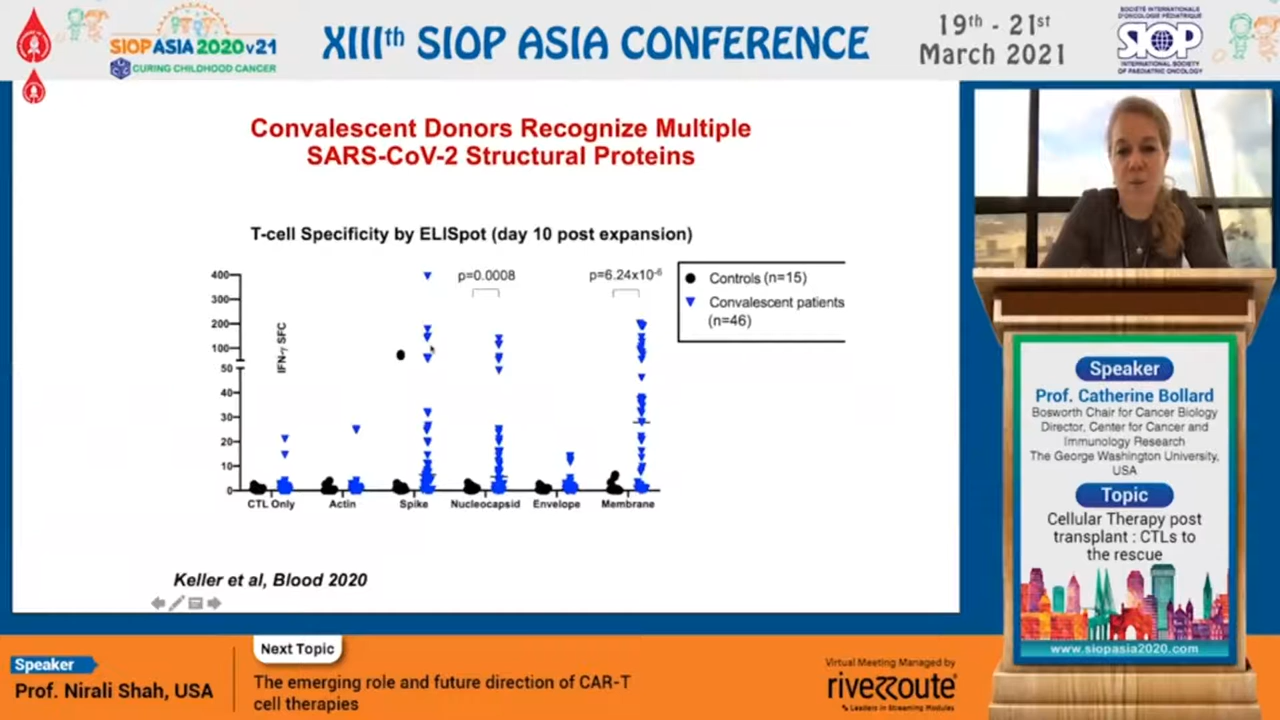 SIOP ASIA 2020 v21
CURING CHILDHOOD CANCER
XIIIth SIOP ASIA CONFERENCE
19th - 21st
March 2021
SOCIÉTÉ INTERNATIONALE
D'ONCOLOGIE PÉDIATRIQUE
SIOP
INTERNATIONAL SOCIETY
OF PAEDIATRIC ONCOLOGY
Convalescent Donors Recognize Multiple
SARS-CoV-2 Structural Proteins
T-cell Specificity by ELISpot (day 10 post expansion)
p=0.0008
p=6.24x10-6
Controls (n=15)
Convalescent patients
(n=46)
IFN-γ SFC
400
300
200
100
50
40
30
20
10
0
CTL Only Actin Spike Nucleocapsid Envelope Membrane
Keller et al, Blood 2020
Speaker
Prof. Catherine Bollard
Bosworth Chair for Cancer Biology
Director, Center for Cancer and
Immunology Research
The George Washington University,
USA
Topic
Cellular Therapy post
transplant : CTLs to
the rescue
www.siopasia2020.com
Speaker
Prof. Nirali Shah, USA
Next Topic
The emerging role and future direction of CAR-T
cell therapies
Virtual Meeting Managed by
riveroute
Leaders in Streaming Modules